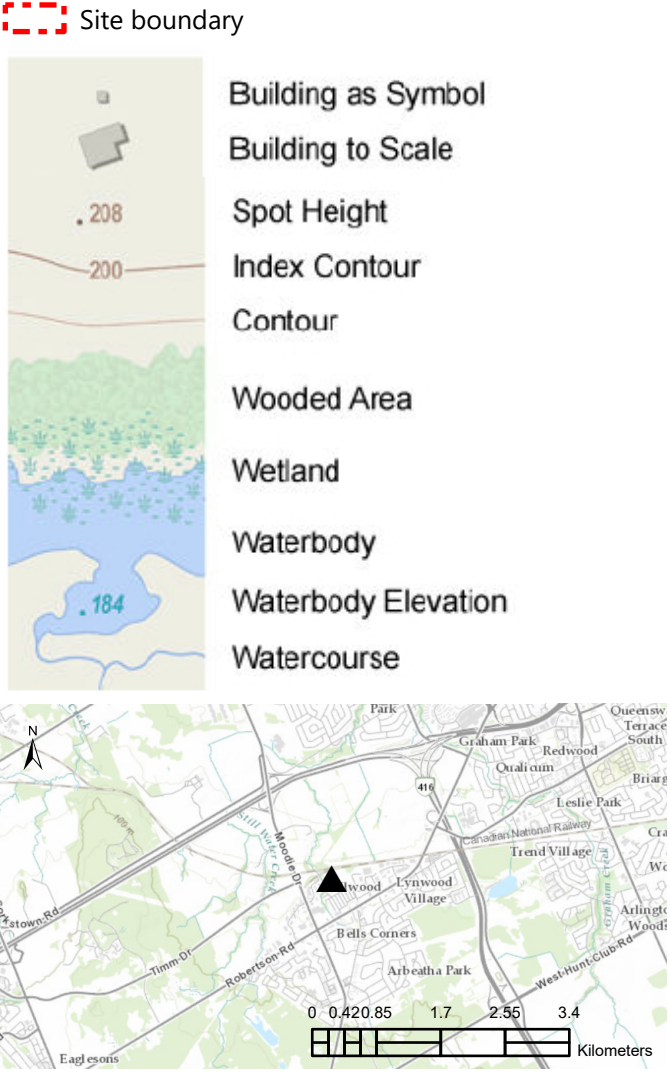 Site boundary
Building as Symbol
Building to Scale
208
Spot Height
200
Index Contour
Contour
Wooded Area
Wetland
Waterbody
184
Waterbody Elevation
Watercourse
Park
Queensw
Terrace
South
Creek
N
Graham Park
Redwood
Qualicum
Briarg
416
Leslie Park
100 m
Still Water Creek
Moodie Dr
Canadian National Railway
Cra
Trend Village
Wo
lwood
Lynwood
Village
Graham Creek
Arlingto
Woods
orkstown-Rd
Bells Corners
Timm-Dr
Robertson-Rd
Arbeatha Park
West-Hunt-Club-Rd
0 0.42 0.85 1.7 2.55 3.4
Kilometers
Eaglesons